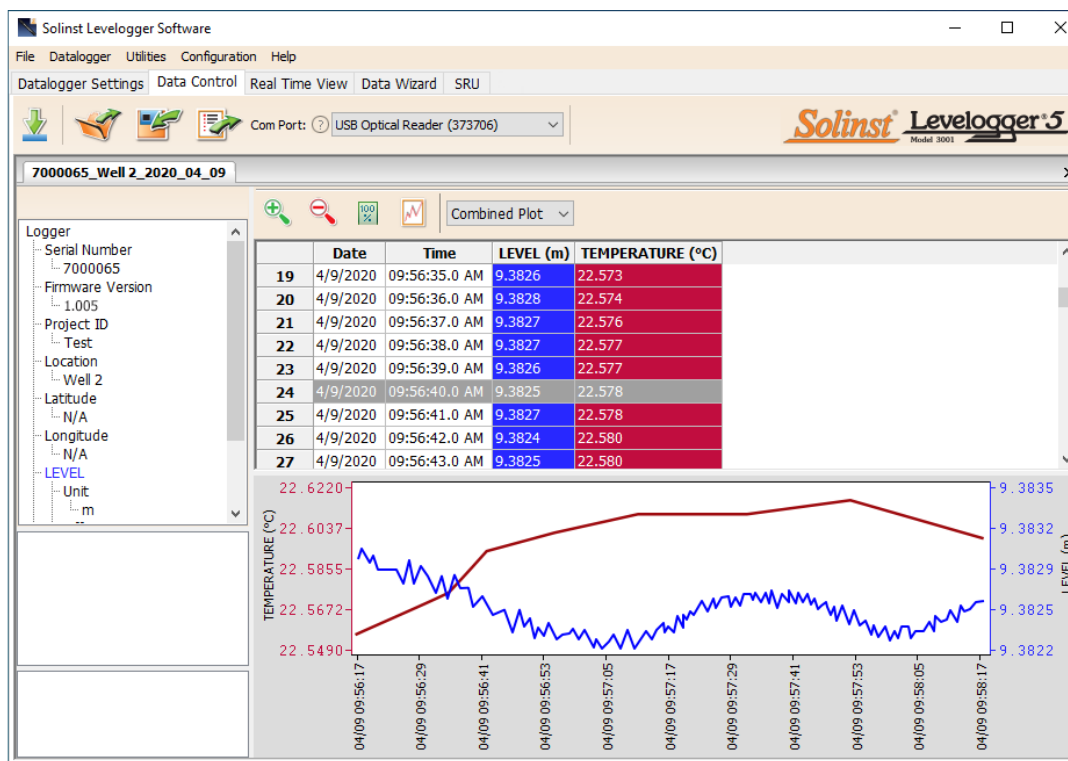 Solinst Levelogger Software
File Datalogger Utilities Configuration Help
Datalogger Settings Data Control Real Time View Data Wizard SRU
Com Port: ? USB Optical Reader (373706)
Solinst® Levelogger® 5
Model 3001
7000065_Well 2_2020_04_09
100 % Combined Plot
Logger
Serial Number
7000065
Firmware Version
1.005
Project ID
Test
Location
Well 2
Latitude
N/A
Longitude
N/A
LEVEL
Unit
m
Date Time LEVEL (m) TEMPERATURE (°C)
19 4/9/2020 09:56:35.0 AM 9.3826 22.573
20 4/9/2020 09:56:36.0 AM 9.3828 22.574
21 4/9/2020 09:56:37.0 AM 9.3827 22.576
22 4/9/2020 09:56:38.0 AM 9.3827 22.577
23 4/9/2020 09:56:39.0 AM 9.3826 22.577
24 4/9/2020 09:56:40.0 AM 9.3825 22.578
25 4/9/2020 09:56:41.0 AM 9.3827 22.578
26 4/9/2020 09:56:42.0 AM 9.3824 22.580
27 4/9/2020 09:56:43.0 AM 9.3825 22.580
TEMPERATURE (°C)
22.6220
22.6037
22.5855
22.5672
22.5490
9.3835
9.3832
9.3829
9.3825
9.3822
LEVEL
04/09 09:56:17
04/09 09:56:29
04/09 09:56:41
04/09 09:56:53
04/09 09:57:05
04/09 09:57:17
04/09 09:57:29
04/09 09:57:41
04/09 09:57:53
04/09 09:58:05
04/09 09:58:17